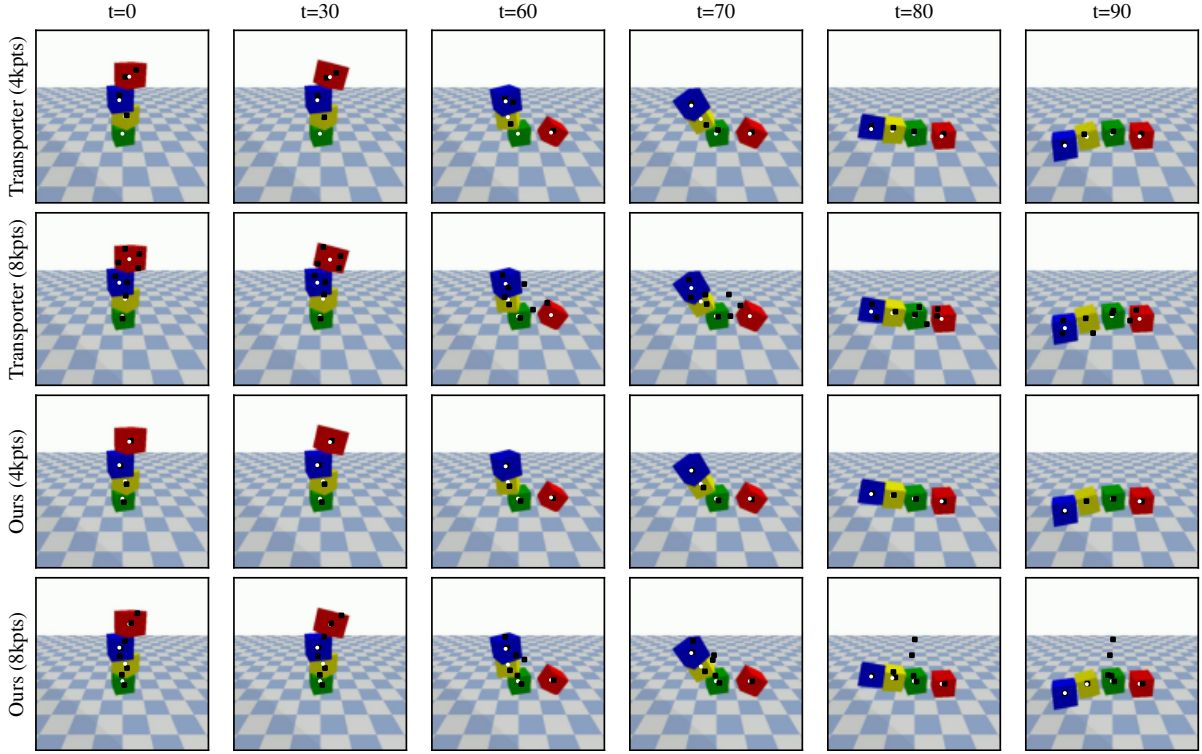 t=0 t=30 t=60 t=70 t=80 t=90
Transporter (4kpts)
Transporter (8kpts)
Ours (4kpts)
Ours (8kpts)